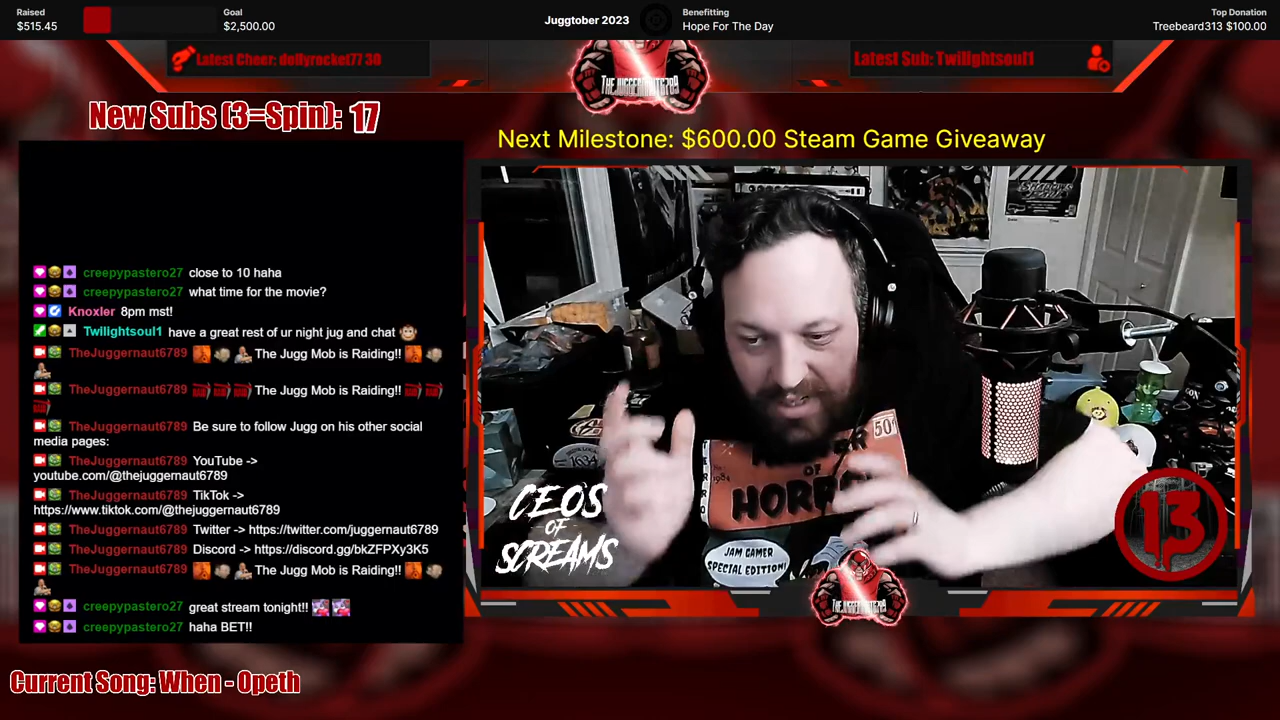 Raised
$515.45
Goal
$2,500.00
Juggtober 2023
Benefitting
Hope For The Day
Top Donation
Treebeard313 $100.00
Latest Cheer: dollyrocket77 30
THEJUGGERNAUT6789
Latest Sub: Twilightsoul1
New Subs (3=Spin): 17
Next Milestone: $600.00 Steam Game Giveaway
creepypastero27 close to 10 haha
creepypastero27 what time for the movie?
Knoxler 8pm mst!
Twilightsoul1 have a great rest of ur night jug and chat
TheJuggernaut6789 The Jugg Mob is Raiding!!
TheJuggernaut6789 The Jugg Mob is Raiding!!
TheJuggernaut6789 Be sure to follow Jugg on his other social
media pages:
TheJuggernaut6789 YouTube ->
youtube.com/@thejuggernaut6789
TheJuggernaut6789 TikTok ->
https://www.tiktok.com/@thejuggernaut6789
TheJuggernaut6789 Twitter -> https://twitter.com/juggernaut6789
TheJuggernaut6789 Discord -> https://discord.gg/bkZFPXy3K5
TheJuggernaut6789 The Jugg Mob is Raiding!!
creepypastero27 great stream tonight!!
creepypastero27 haha BET!!
50¢
OF
HORROR
JAM GAMER
SPECIAL EDITION!
CEOS
OF
SCREAMS
13
THEJUGGERNAUT6789
Current Song: When - Opeth